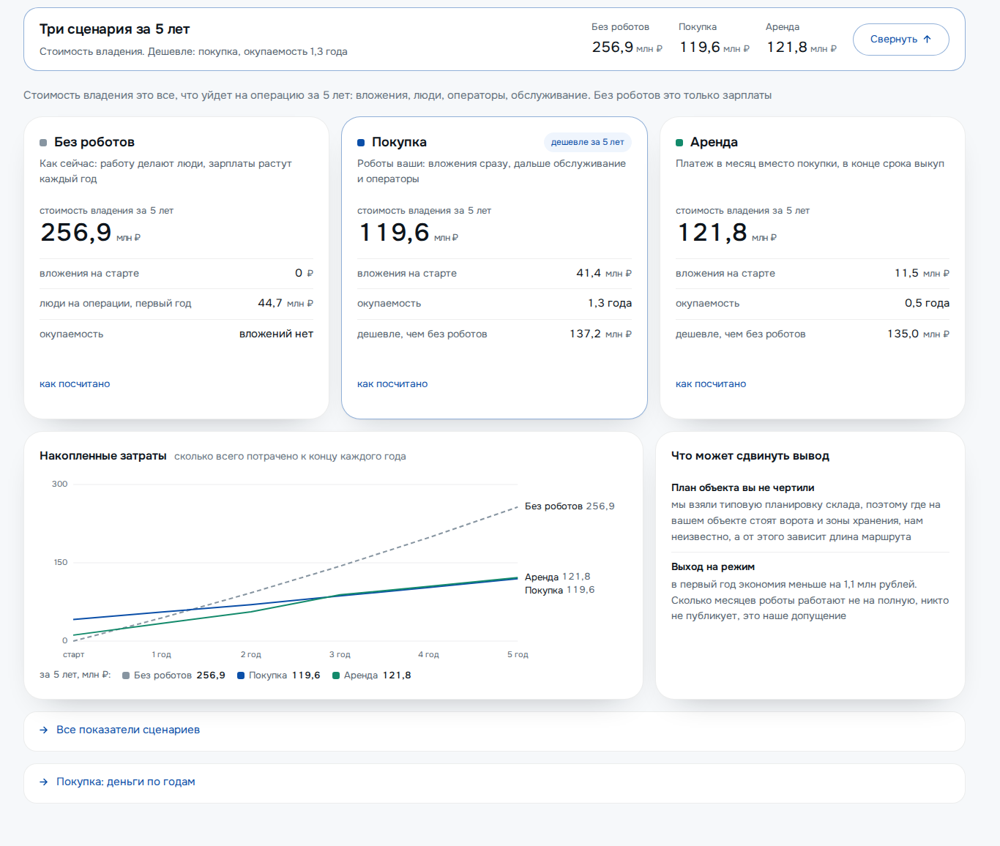 Три сценария за 5 лет
Стоимость владения. Дешевле: покупка, окупаемость 1,3 года
Без роботов
256,9 млн ₽
Покупка
119,6 млн ₽
Аренда
121,8 млн ₽
Свернуть ↑
Стоимость владения это все, что уйдет на операцию за 5 лет: вложения, люди, операторы, обслуживание. Без роботов это только зарплаты
Без роботов
Как сейчас: работу делают люди, зарплаты растут
каждый год
стоимость владения за 5 лет
256,9 млн ₽
вложения на старте 0 ₽
люди на операции, первый год 44,7 млн ₽
окупаемость вложений нет
как посчитано
Покупка дешевле за 5 лет
Роботы ваши: вложения сразу, дальше обслуживание
и операторы
стоимость владения за 5 лет
119,6 млн ₽
вложения на старте 41,4 млн ₽
окупаемость 1,3 года
дешевле, чем без роботов 137,2 млн ₽
как посчитано
Аренда
Платеж в месяц вместо покупки, в конце срока выкуп
стоимость владения за 5 лет
121,8 млн ₽
вложения на старте 11,5 млн ₽
окупаемость 0,5 года
дешевле, чем без роботов 135,0 млн ₽
как посчитано
Накопленные затраты сколько всего потрачено к концу каждого года
300
150
0
Без роботов 256,9
Аренда 121,8
Покупка 119,6
старт 1 год 2 год 3 год 4 год 5 год
за 5 лет, млн ₽: Без роботов 256,9 Покупка 119,6 Аренда 121,8
Что может сдвинуть вывод
План объекта вы не чертили
мы взяли типовую планировку склада, поэтому где на
вашем объекте стоят ворота и зоны хранения, нам
неизвестно, а от этого зависит длина маршрута
Выход на режим
в первый год экономия меньше на 1,1 млн рублей.
Сколько месяцев роботы работают не на полную, никто
не публикует, это наше допущение
→ Все показатели сценариев
→ Покупка: деньги по годам